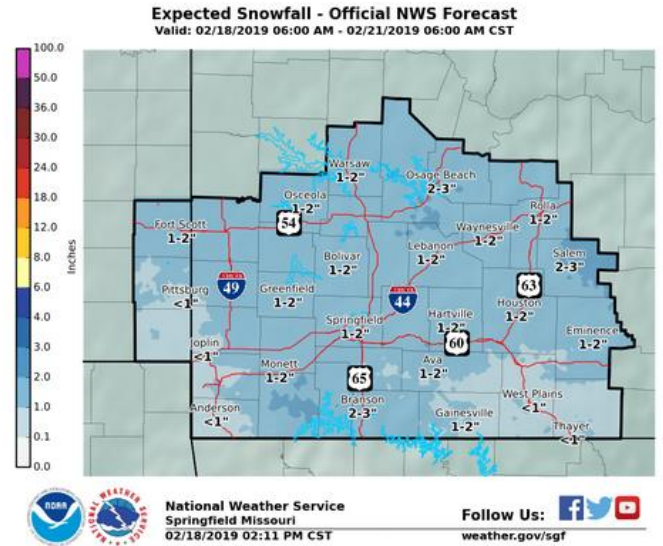 Expected Snowfall - Official NWS Forecast
Valid: 02/18/2019 06:00 AM - 02/21/2019 06:00 AM CST
100.0
50.0
36.0
30.0
24.0
18.0
12.0
8.0
6.0
4.0
3.0
2.0
1.0
0.1
0.0
Inches
Warsaw
1-2"
Osage Beach
2-3"
Osceola
1-2"
54
Rolla
1-2"
Fort Scott
1-2"
Waynesville
1-2"
Lebanon
1-2"
Bolivar
1-2"
Salem
2-3"
Pittsburg
<1"
49
Greenfield
1-2"
44
63
Houston
1-2"
Springfield
1-2"
Hartville
1-2"
60
Eminence
1-2"
Joplin
<1"
Monett
1-2"
65
Ava
1-2"
Branson
2-3"
West Plains
<1"
Anderson
<1"
Gainesville
1-2"
Thayer
<1"
NOAA
NATIONAL WEATHER SERVICE
National Weather Service
Springfield Missouri
02/18/2019 02:11 PM CST
Follow Us:
weather.gov/sgf